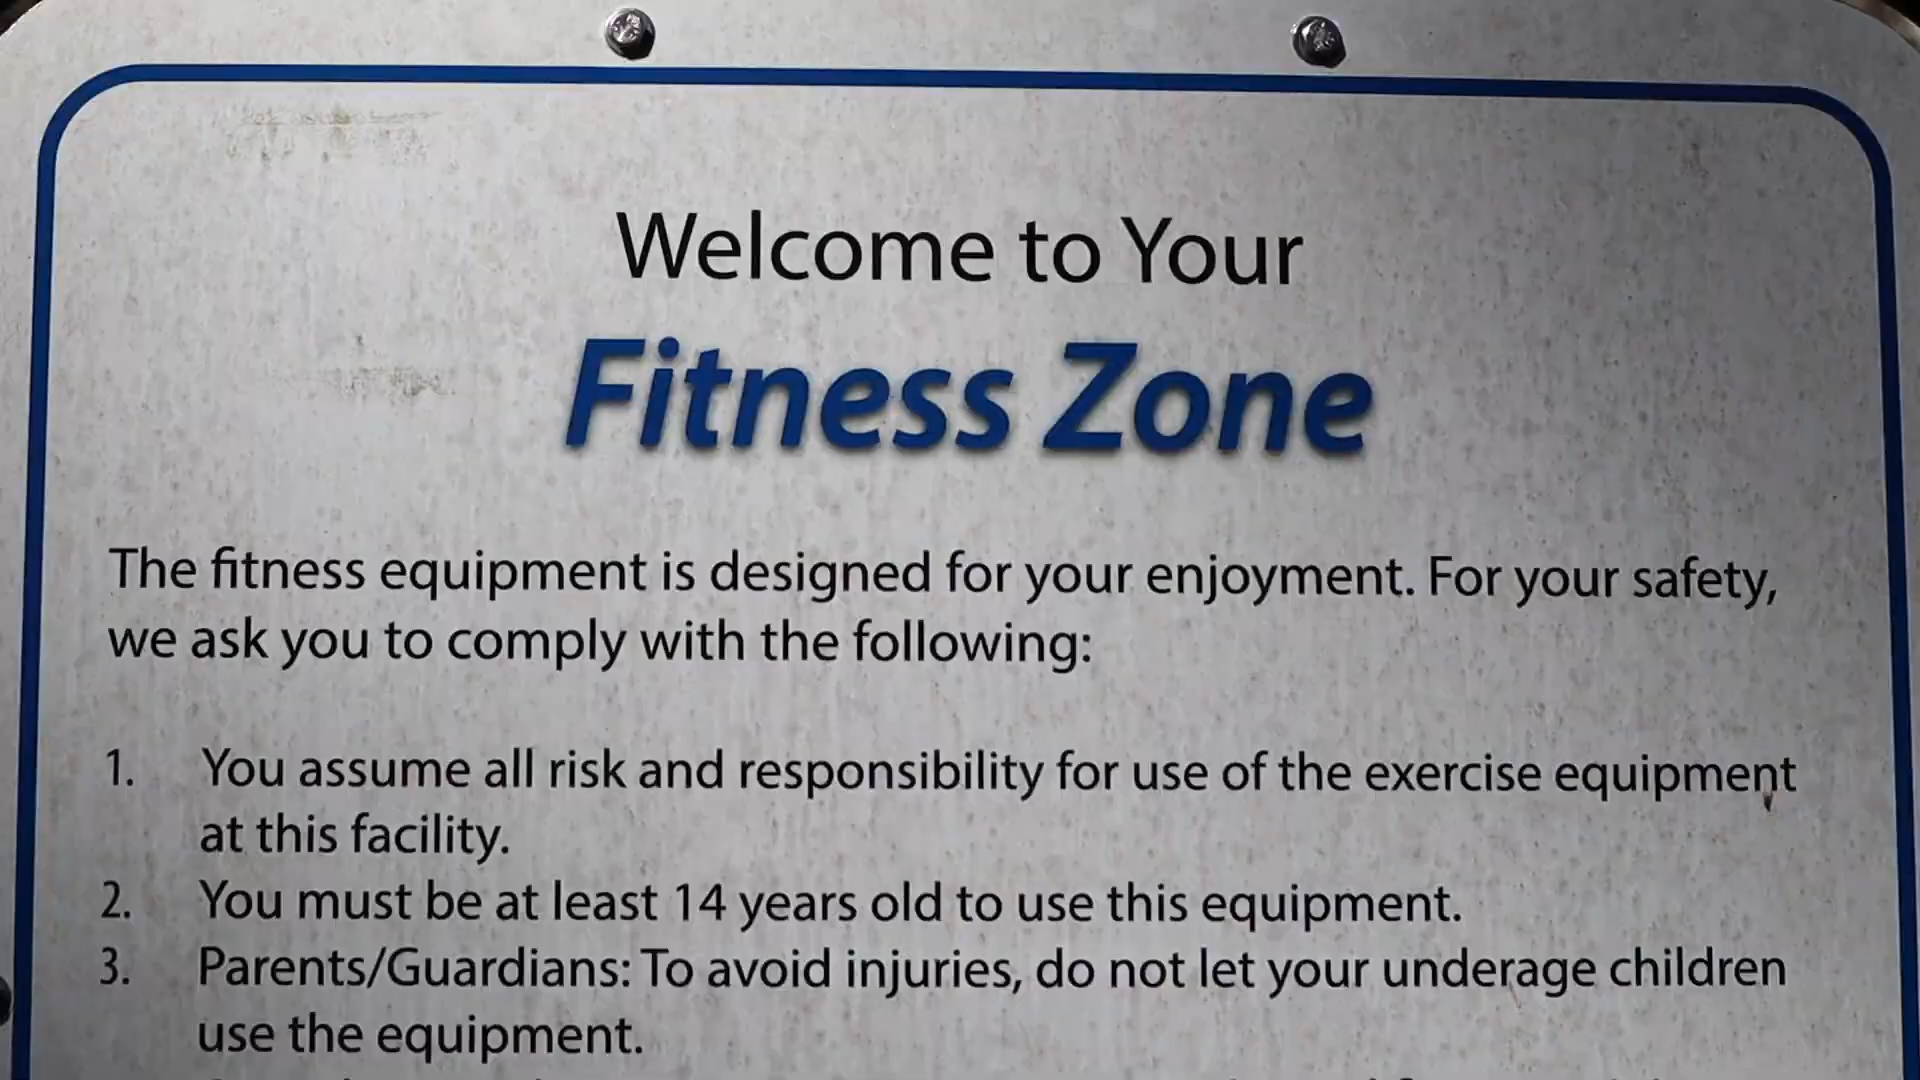 Welcome to Your
Fitness Zone
The fitness equipment is designed for your enjoyment. For your safety,
we ask you to comply with the following:
1. You assume all risk and responsibility for use of the exercise equipment
at this facility.
2. You must be at least 14 years old to use this equipment.
3. Parents/Guardians: To avoid injuries, do not let your underage children
use the equipment.